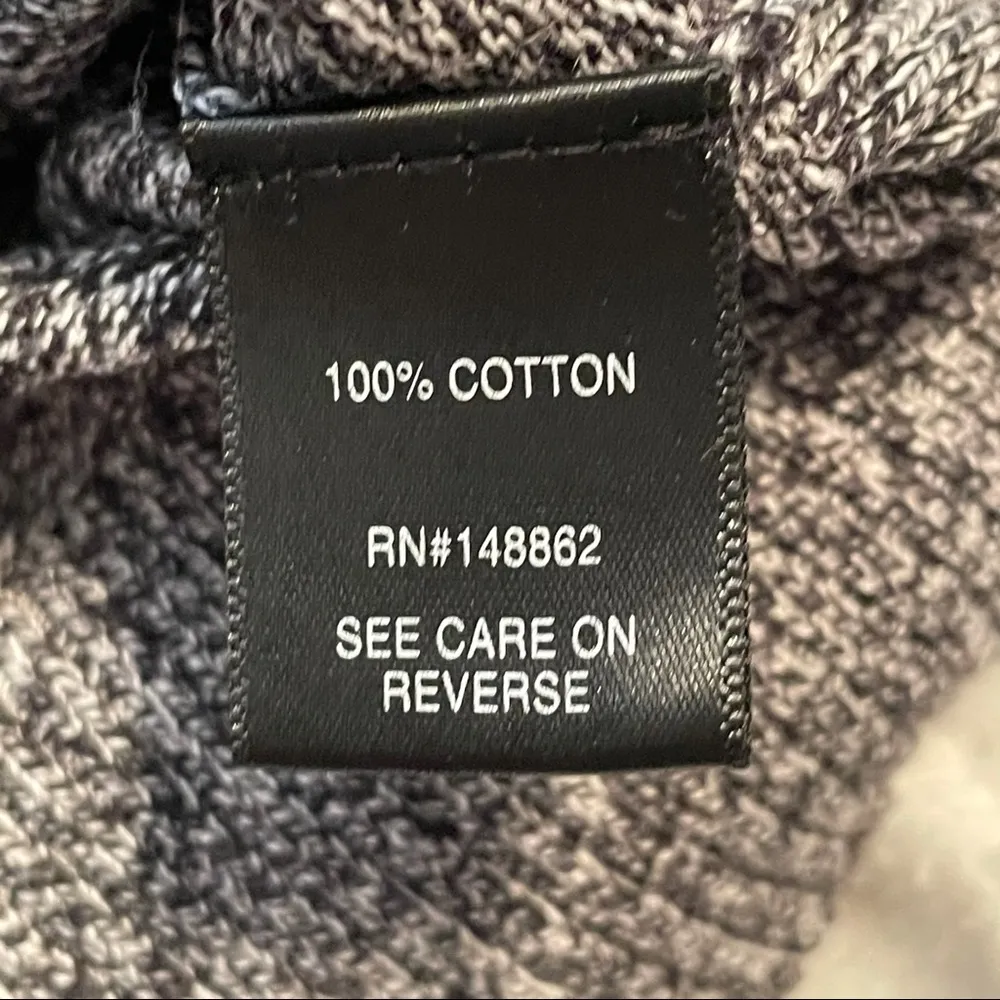 100% COTTON
RN#148862
SEE CARE ON
REVERSE